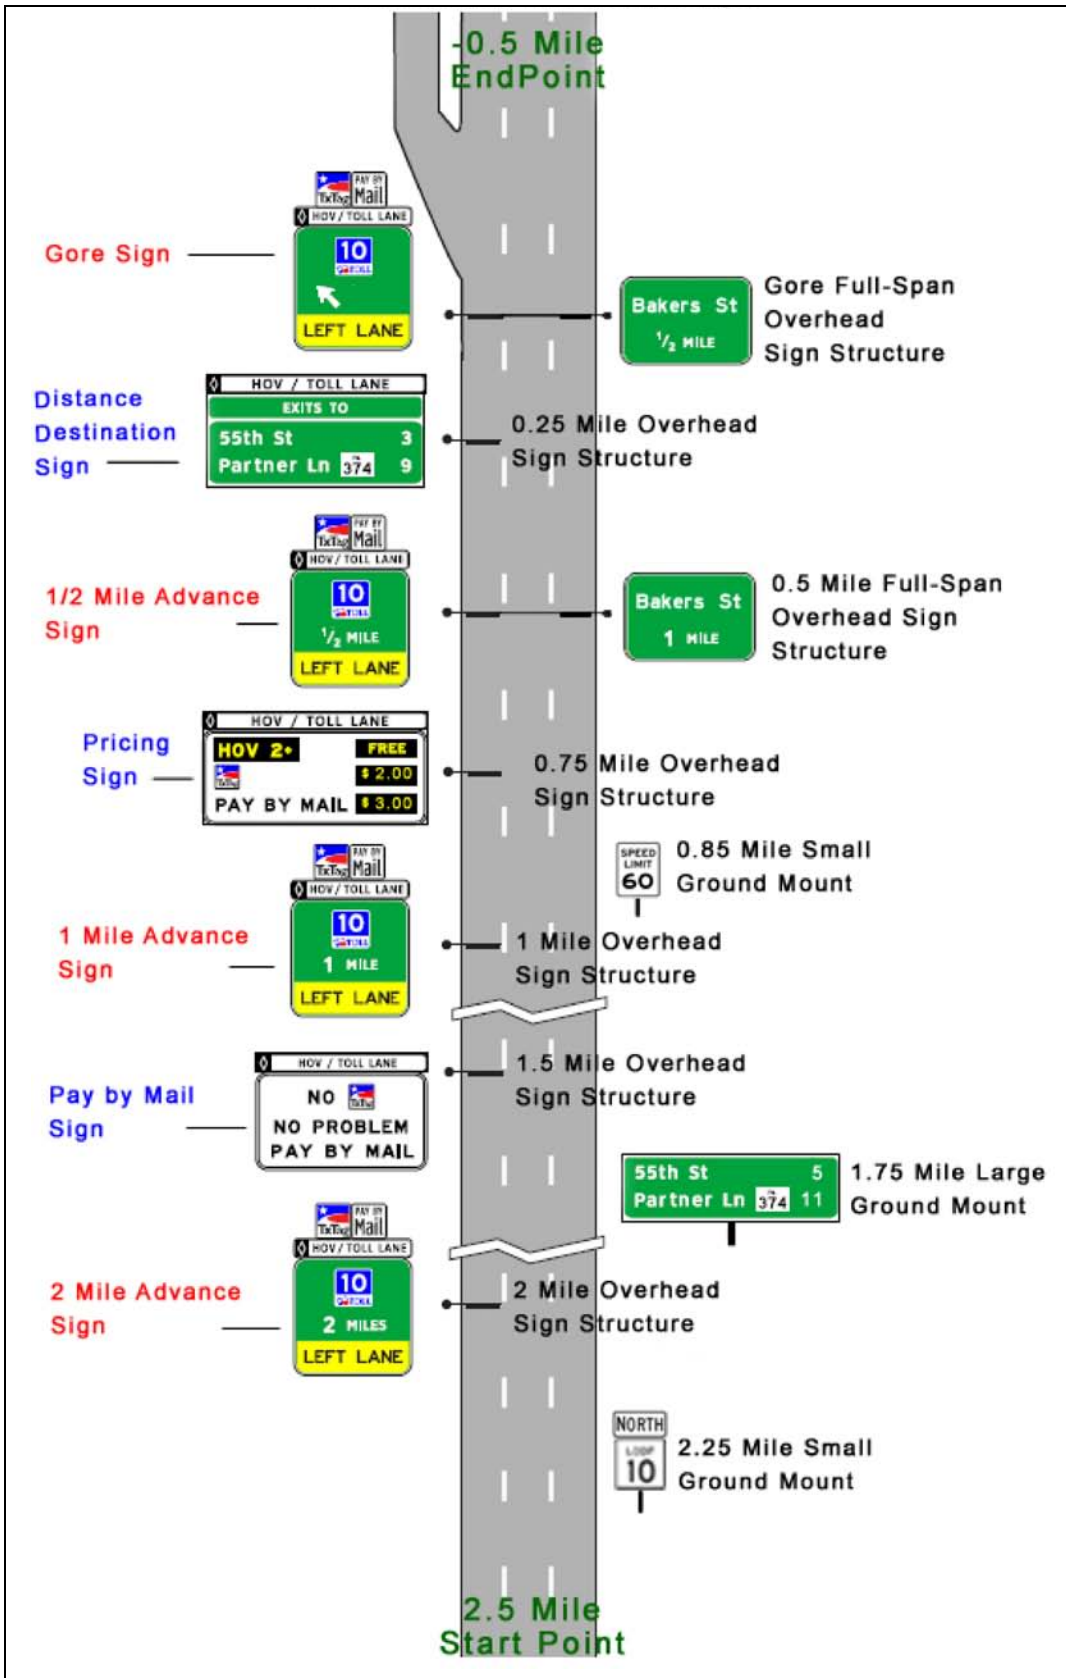 -0.5 Mile
EndPoint
TxTag
PAY BY
Mail
HOV / TOLL LANE
10
TOLL
LEFT LANE
Gore Sign
Bakers St
1/2 MILE
Gore Full-Span
Overhead
Sign Structure
HOV / TOLL LANE
EXITS TO
55th St 3
Partner Ln 374 9
Distance
Destination
Sign
0.25 Mile Overhead
Sign Structure
TxTag
PAY BY
Mail
HOV / TOLL LANE
10
TOLL
1/2 MILE
LEFT LANE
1/2 Mile Advance
Sign
Bakers St
1 MILE
0.5 Mile Full-Span
Overhead Sign
Structure
HOV / TOLL LANE
HOV 2+ FREE
TxTag $ 2.00
PAY BY MAIL $ 3.00
Pricing
Sign
0.75 Mile Overhead
Sign Structure
SPEED
LIMIT
60
0.85 Mile Small
Ground Mount
TxTag
PAY BY
Mail
HOV / TOLL LANE
10
TOLL
1 MILE
LEFT LANE
1 Mile Advance
Sign
1 Mile Overhead
Sign Structure
HOV / TOLL LANE
NO TxTag
NO PROBLEM
PAY BY MAIL
Pay by Mail
Sign
1.5 Mile Overhead
Sign Structure
55th St 5
Partner Ln 374 11
1.75 Mile Large
Ground Mount
TxTag
PAY BY
Mail
HOV / TOLL LANE
10
TOLL
2 MILES
LEFT LANE
2 Mile Advance
Sign
2 Mile Overhead
Sign Structure
NORTH
LOOP
10
2.25 Mile Small
Ground Mount
2.5 Mile
Start Point